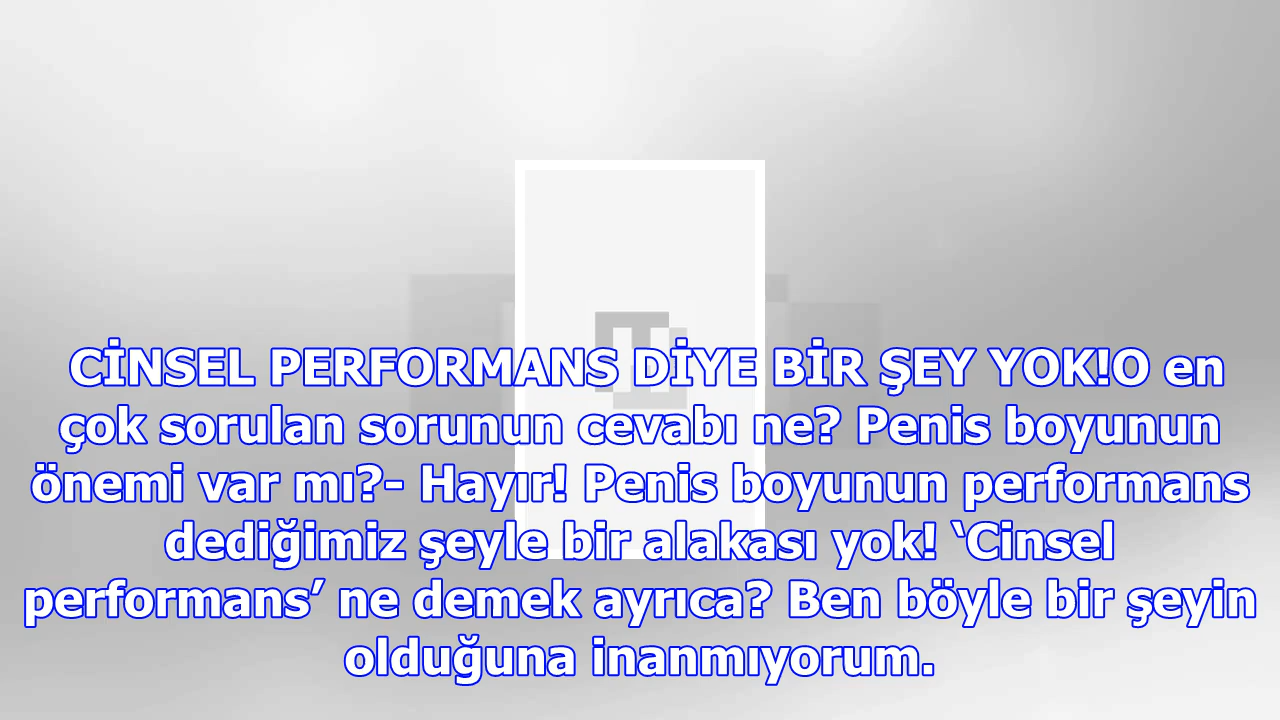 CİNSEL PERFORMANS DİYE BİR ŞEY YOK!O en
çok sorulan sorunun cevabı ne? Penis boyunun
önemi var mı?- Hayır! Penis boyunun performans
dediğimiz şeyle bir alakası yok! ‘Cinsel
performans’ ne demek ayrıca? Ben böyle bir şeyin
olduğuna inanmıyorum.